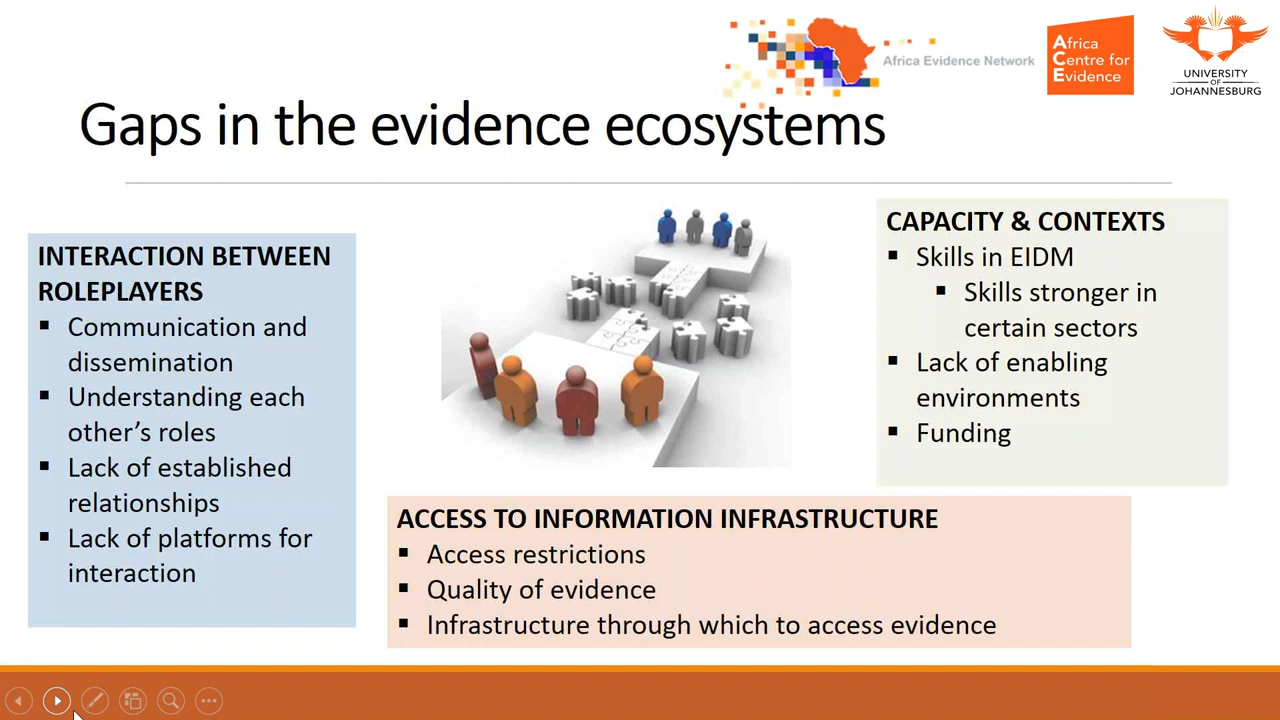 Africa Evidence Network
Africa
Centre for
Evidence
UNIVERSITY
OF
JOHANNESBURG
Gaps in the evidence ecosystems
INTERACTION BETWEEN
ROLEPLAYERS
▪ Communication and
dissemination
▪ Understanding each
other's roles
▪ Lack of established
relationships
▪ Lack of platforms for
interaction
CAPACITY & CONTEXTS
▪ Skills in EIDM
▪ Skills stronger in
certain sectors
▪ Lack of enabling
environments
▪ Funding
ACCESS TO INFORMATION INFRASTRUCTURE
▪ Access restrictions
▪ Quality of evidence
▪ Infrastructure through which to access evidence